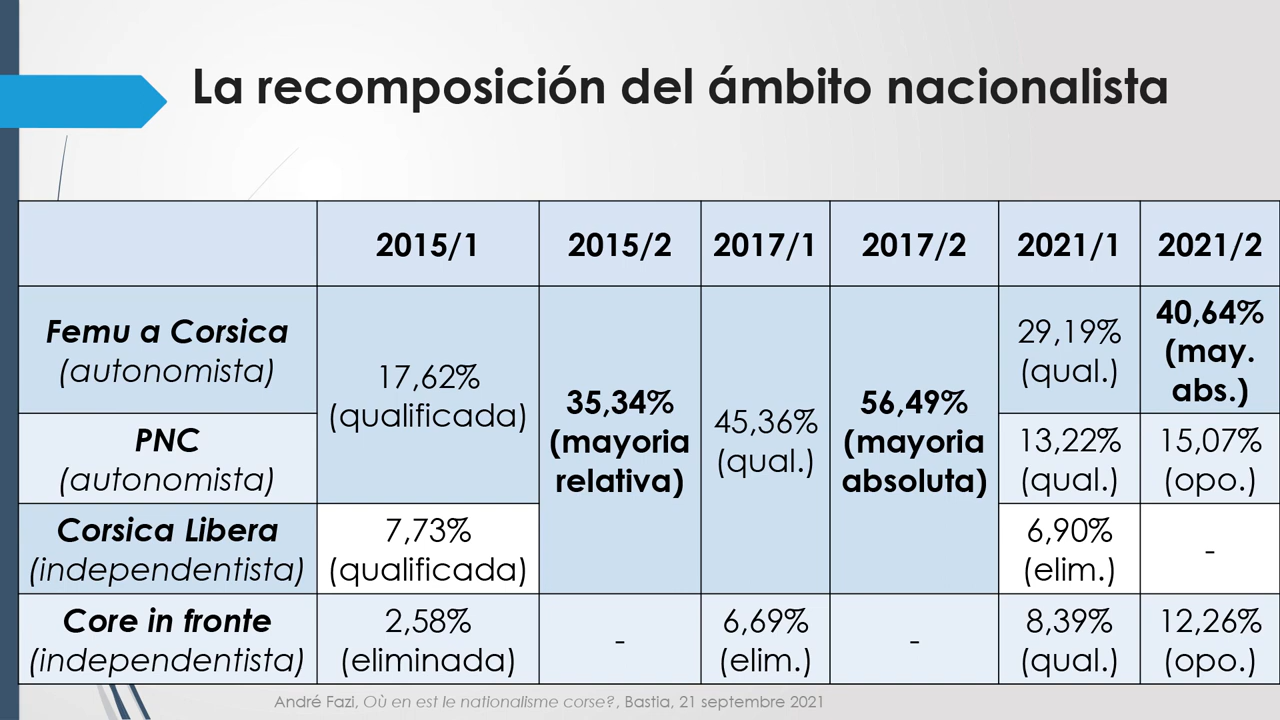 La recomposición del ámbito nacionalista
2015/1 2015/2 2017/1 2017/2 2021/1 2021/2
Femu a Corsica
(autonomista)
17,62%
(qualificada)
35,34%
(mayoria
relativa)
45,36%
(qual.)
56,49%
(mayoria
absoluta)
29,19%
(qual.)
40,64%
(may.
abs.)
PNC
(autonomista)
13,22%
(qual.)
15,07%
(opo.)
Corsica Libera
(independentista)
7,73%
(qualificada)
6,90%
(elim.)
-
Core in fronte
(independentista)
2,58%
(eliminada)
-
6,69%
(elim.)
-
8,39%
(qual.)
12,26%
(opo.)
André Fazi, Où en est le nationalisme corse?, Bastia, 21 septembre 2021